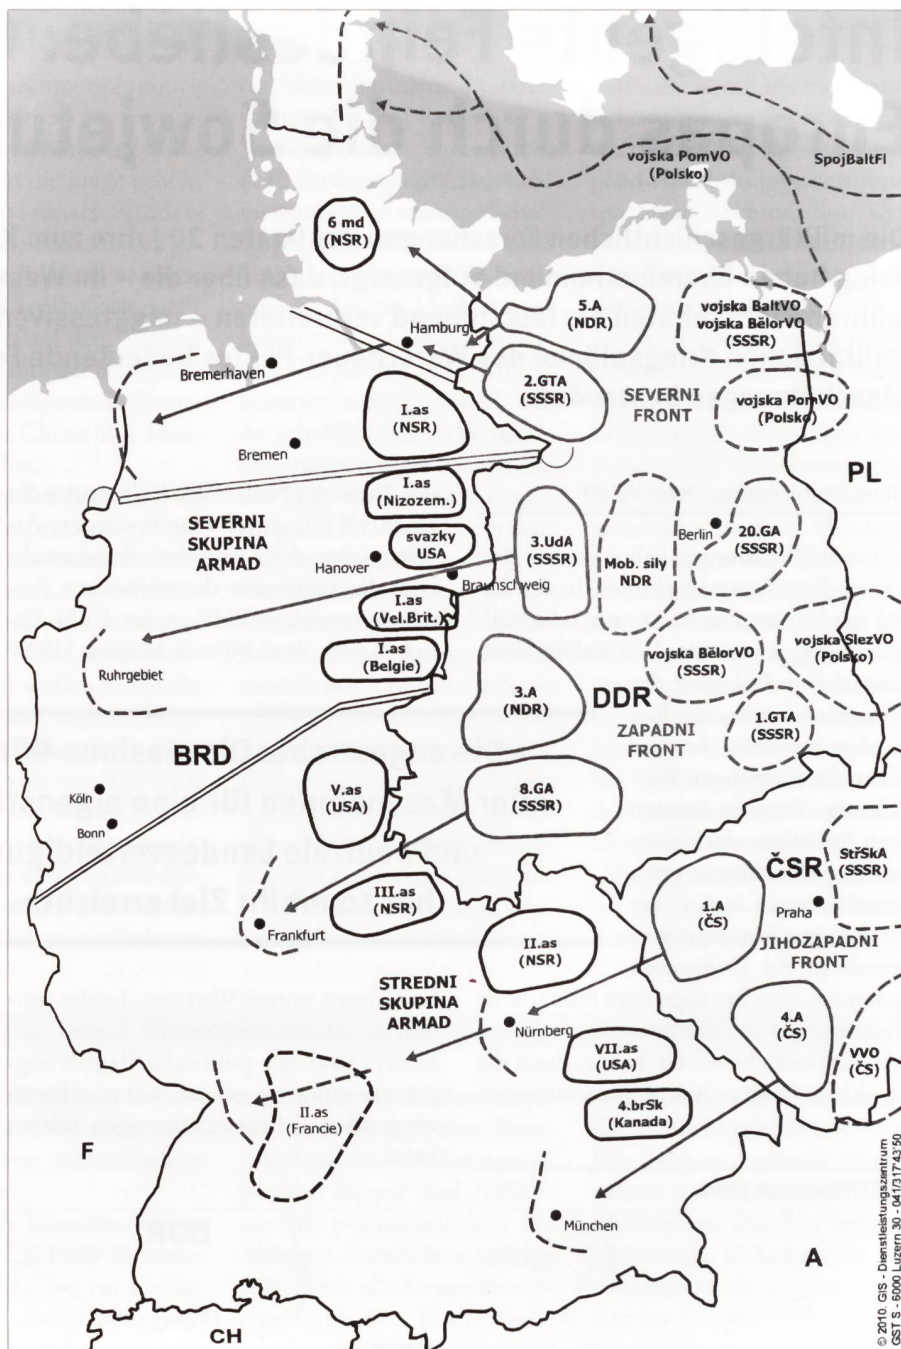 Europas durch die Sowjetu
vojska PomVO
(Polsko)
SpojBaltFl
6 md
(NSR)
5.A
(NDR)
vojska BaltVO
vojska BělorVO
(SSSR)
Hamburg
Bremerhaven
2.GTA
(SSSR)
SEVERNI
FRONT
vojska PomVO
(Polsko)
I.as
(NSR)
Bremen
PL
I.as
(Nizozem.)
SEVERNI
SKUPINA
ARMAD
svazky
USA
Hanover
Braunschweig
3.UdA
(SSSR)
Mob. sily
NDR
Berlin
20.GA
(SSSR)
I.as
(Vel.Brit.)
I.as
(Belgie)
Ruhrgebiet
vojska BělorVO
(SSSR)
vojska SlezVO
(Polsko)
3.A
(NDR)
DDR
ZAPADNI
FRONT
1.GTA
(SSSR)
BRD
Köln
Bonn
V.as
(USA)
8.GA
(SSSR)
III.as
(NSR)
Frankfurt
ČSR
StřSkA
(SSSR)
Praha
1.A
(ČS)
JIHOZAPADNI
FRONT
II.as
(NSR)
STREDNI
SKUPINA
ARMAD
Nürnberg
4.A
(ČS)
VVO
(ČS)
VII.as
(USA)
4.brSk
(Kanada)
II.as
(Francie)
F
München
A
CH
© 2010. GIS - Dienstleistungszentrum
GST S - 6000 Luzern 30 - 041/317'43'50